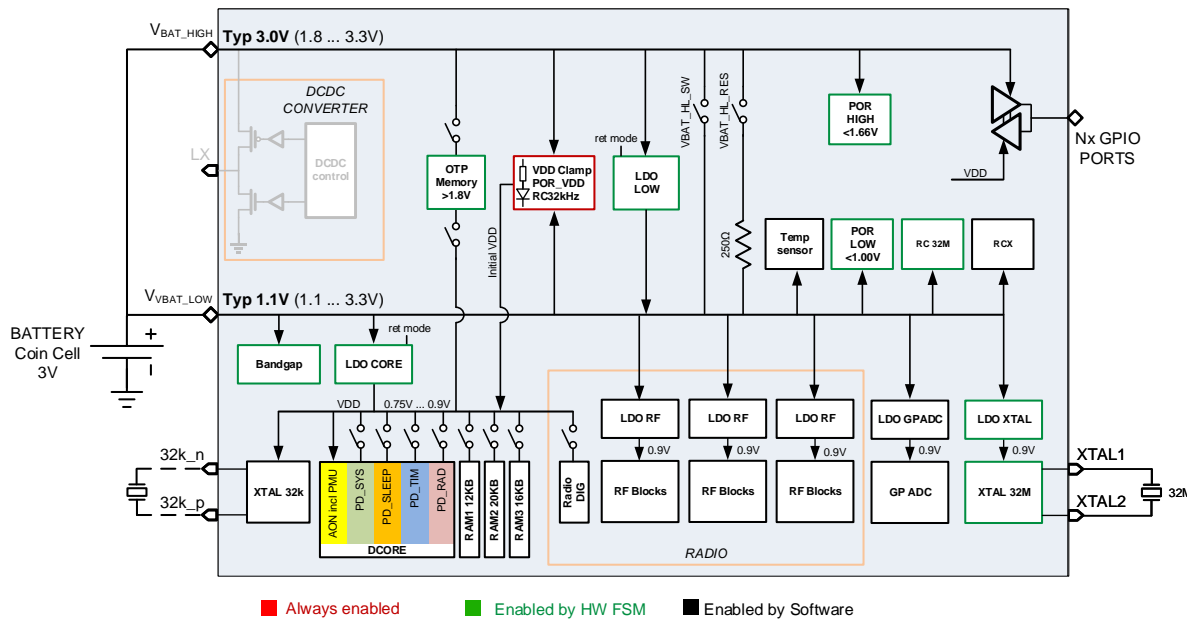 VBAT_HIGH
Typ 3.0V (1.8 ... 3.3V)
DCDC
CONVERTER
LX
DCDC
control
OTP
Memory
>1.8V
VDD Clamp
POR_VDD
RC32kHz
ret mode
LDO
LOW
VBAT_HL_SW
VBAT_HL_RES
POR
HIGH
<1.66V
VDD
Nx GPIO
PORTS
Initial VDD
250Ω
Temp
sensor
POR
LOW
<1.00V
RC 32M
RCX
VVBAT_LOW
Typ 1.1V (1.1 ... 3.3V)
BATTERY
Coin Cell
3V
+
Bandgap
ret mode
LDO CORE
VDD
0.75V ... 0.9V
LDO RF
LDO RF
LDO RF
LDO GPADC
LDO XTAL
0.9V
0.9V
0.9V
0.9V
0.9V
32k_n
32k_p
XTAL 32k
AON incl PMU
PD_SYS
PD_SLEEP
PD_TIM
PD_RAD
DCORE
RAM1 12KB
RAM2 20KB
RAM3 16KB
Radio
DIG
RF Blocks
RF Blocks
RF Blocks
GP ADC
XTAL 32M
RADIO
XTAL1
XTAL2
32M
Always enabled
Enabled by HW FSM
Enabled by Software